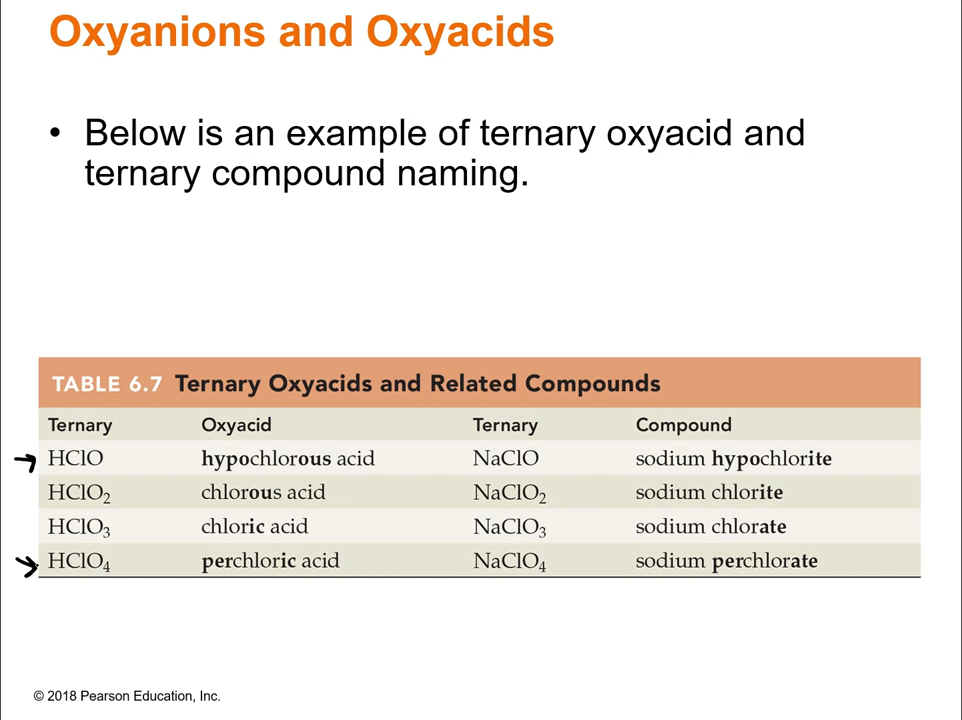 Oxyanions and Oxyacids
• Below is an example of ternary oxyacid and
ternary compound naming.
TABLE 6.7 Ternary Oxyacids and Related Compounds
Ternary Oxyacid Ternary Compound
HClO hypochlorous acid NaClO sodium hypochlorite
HClO₂ chlorous acid NaClO₂ sodium chlorite
HClO₃ chloric acid NaClO₃ sodium chlorate
HClO₄ perchloric acid NaClO₄ sodium perchlorate
© 2018 Pearson Education, Inc.